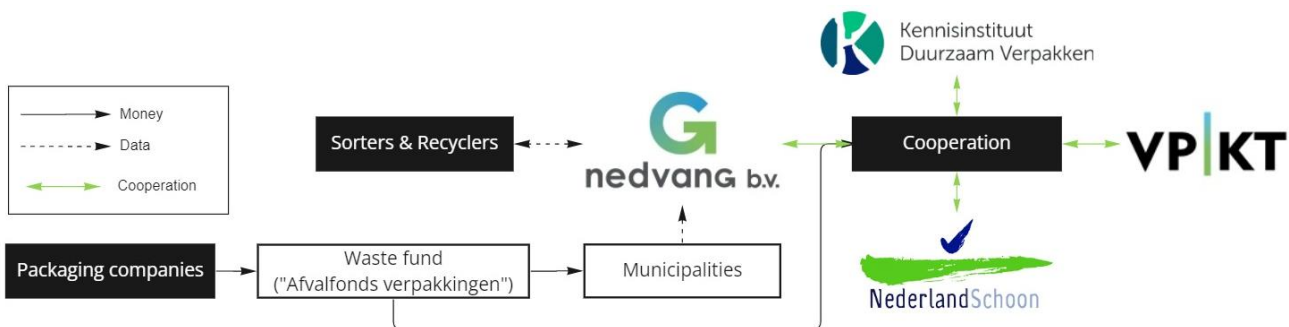 Kennisinstituut
Duurzaam Verpakken
Money
Data
Cooperation
Sorters & Recyclers
nedvang b.v.
Cooperation
VP|KT
Packaging companies
Waste fund
("Afvalfonds verpakkingen")
Municipalities
NederlandSchoon